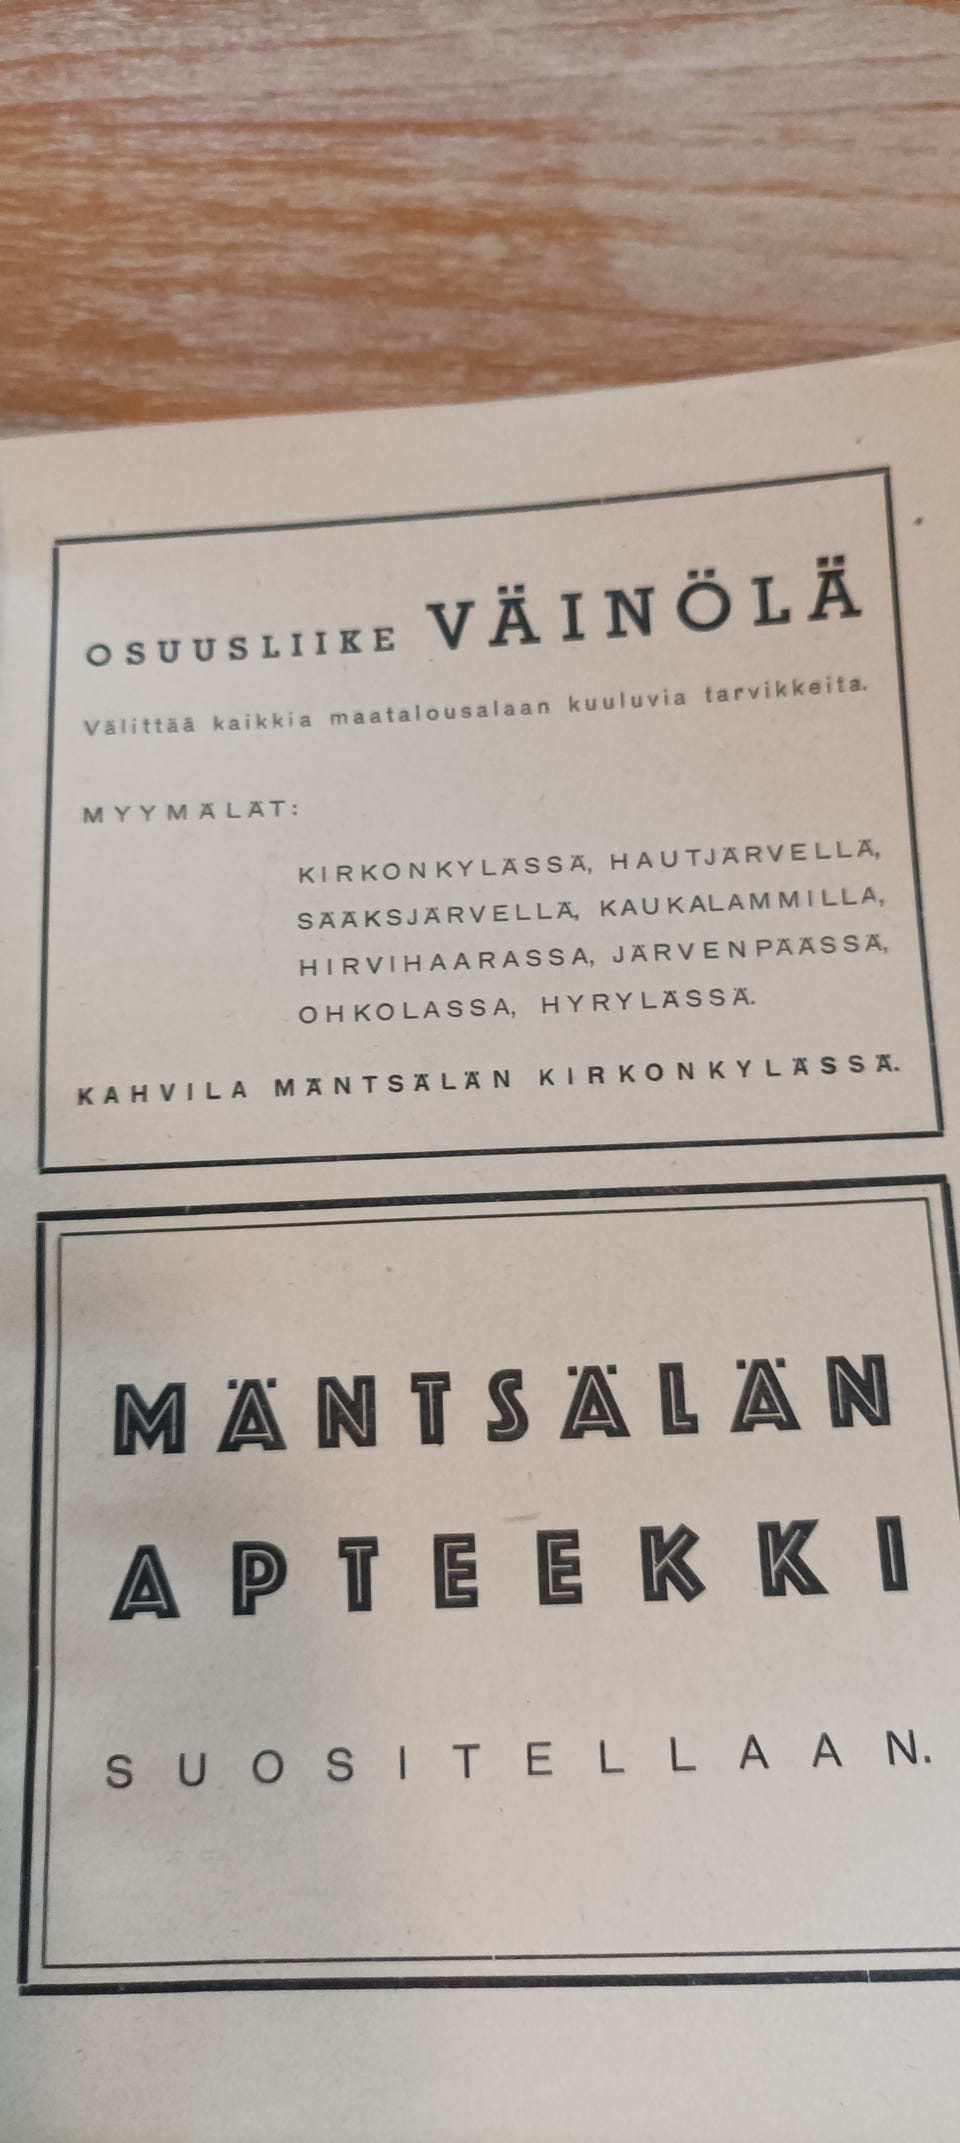 OSUUSLIIKE VÄINÖLÄ
Välittää kaikkia maatalousalaan kuuluvia tarvikkeita.
MYYMÄLÄT:
KIRKONKYLÄSSÄ, HAUTJÄRVELLÄ,
SÄÄKSJÄRVELLÄ, KAUKALAMMILLA,
HIRVIHAARASSA, JÄRVENPÄÄSSÄ,
OHKOLASSA, HYRYLÄSSÄ.
KAHVILA MÄNTSÄLÄN KIRKONKYLÄSSÄ.
MÄNTSÄLÄN
APTEEKKI
SUOSITELLAAN.